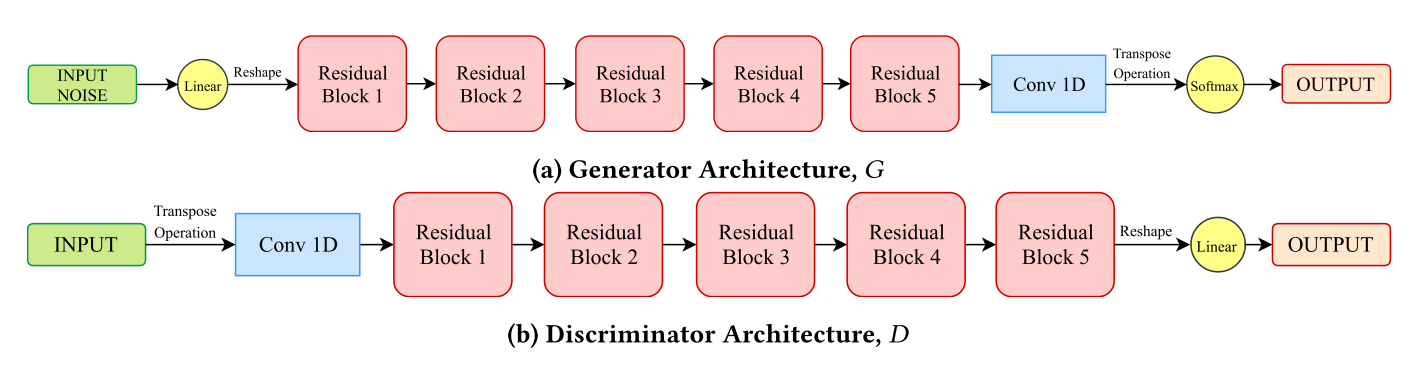 INPUT
NOISE
Linear
Reshape
Residual
Block 1
Residual
Block 2
Residual
Block 3
Residual
Block 4
Residual
Block 5
Conv 1D
Transpose
Operation
Softmax
OUTPUT
(a) Generator Architecture, G
INPUT
Transpose
Operation
Conv 1D
Residual
Block 1
Residual
Block 2
Residual
Block 3
Residual
Block 4
Residual
Block 5
Reshape
Linear
OUTPUT
(b) Discriminator Architecture, D